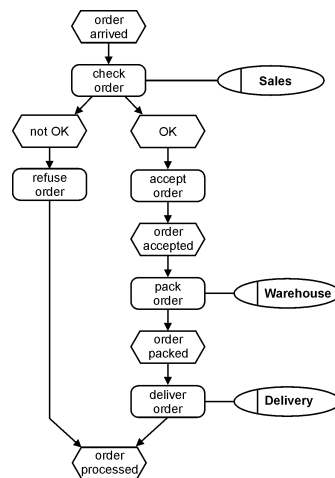 order
arrived
check
order
Sales
not OK
OK
refuse
order
accept
order
order
accepted
pack
order
Warehouse
order
packed
deliver
order
Delivery
order
processed